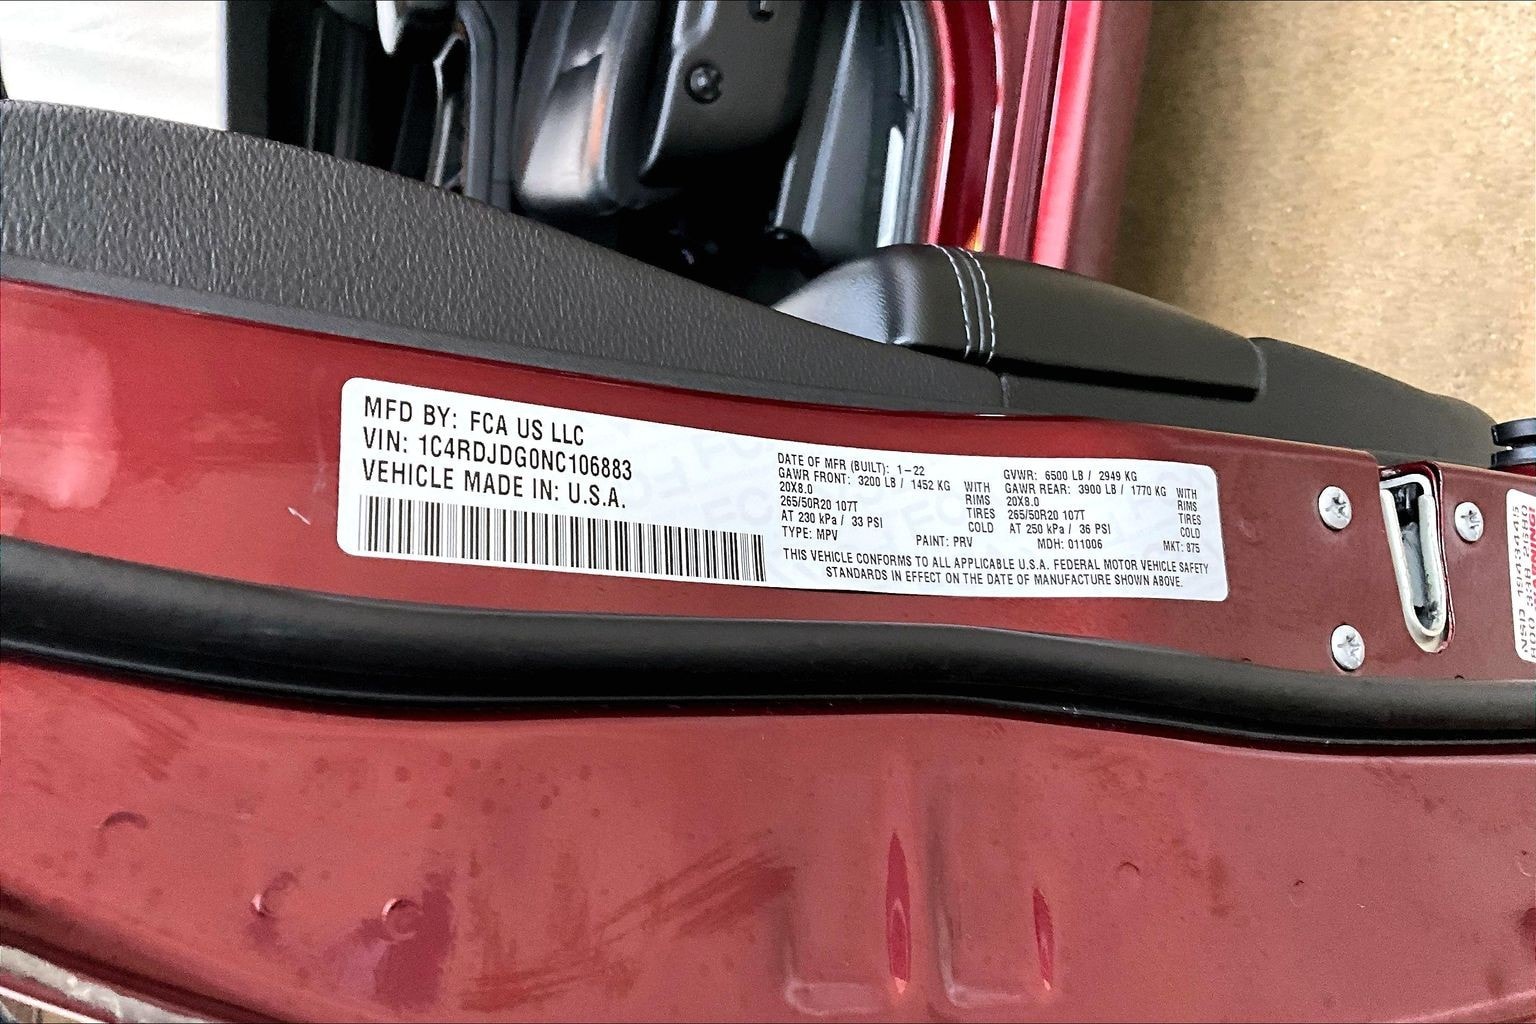 MFD BY: FCA US LLC
VIN: 1C4RDJDG0NC106883
VEHICLE MADE IN: U.S.A.
DATE OF MFR (BUILT): 1-22 GVWR: 6500 LB / 2949 KG
GAWR FRONT: 3200 LB / 1452 KG WITH GAWR REAR: 3900 LB / 1770 KG WITH
20X8.0 RIMS 20X8.0 RIMS
265/50R20 107T TIRES 265/50R20 107T TIRES
AT 230 kPa / 33 PSI COLD AT 250 kPa / 36 PSI COLD
TYPE: MPV PAINT: PRV MDH: 011006 MKT: 875
THIS VEHICLE CONFORMS TO ALL APPLICABLE U.S.A. FEDERAL MOTOR VEHICLE SAFETY
STANDARDS IN EFFECT ON THE DATE OF MANUFACTURE SHOWN ABOVE.